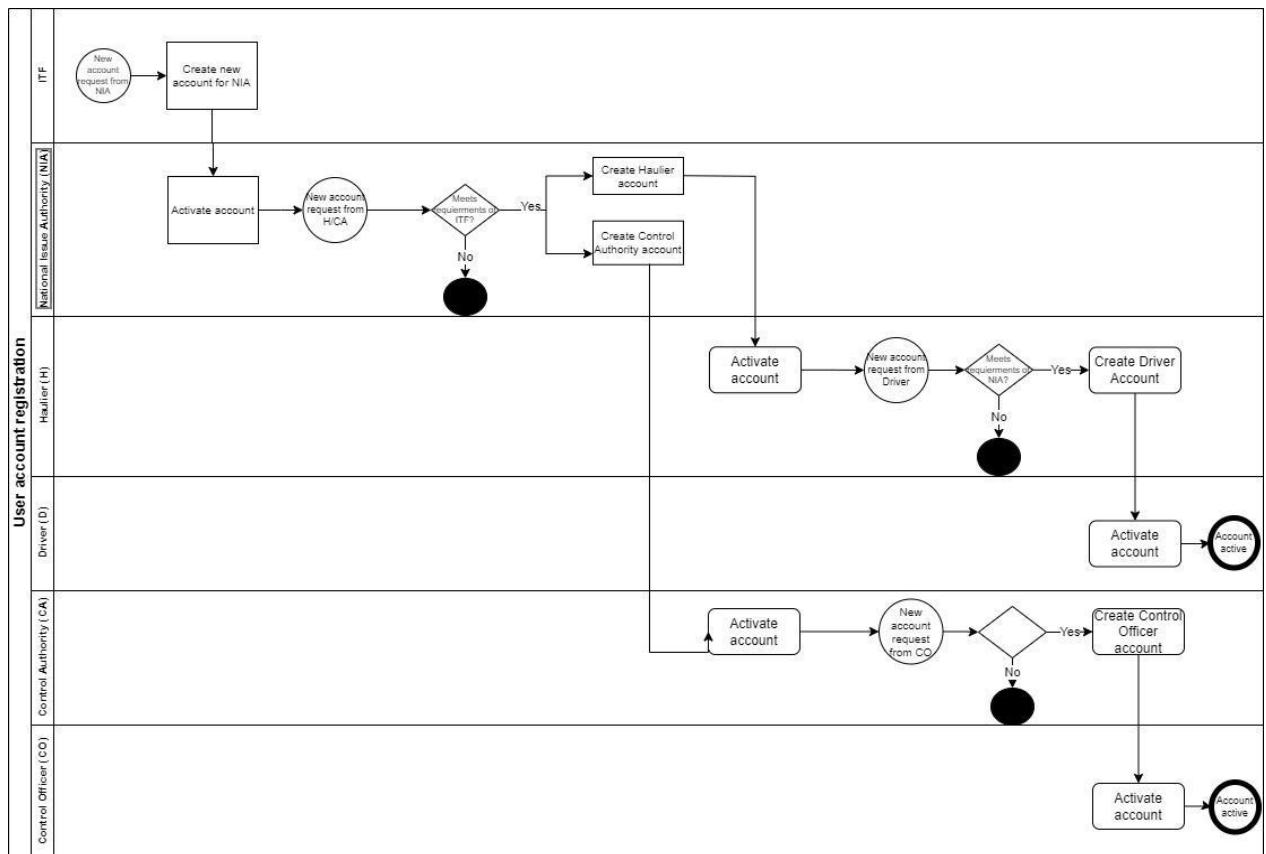 User account registration
ITF
New
account
request from
NIA
Create new
account for NIA
National Issue Authority (NIA)
Activate account
New account
request from
H/CA
Meets
requierments of
ITF?
Yes
No
Create Haulier
account
Create Control
Authority account
Haulier (H)
Activate
account
New account
request from
Driver
Meets
requierments of
NIA?
Yes
No
Create Driver
Account
Driver (D)
Activate
account
Account
active
Control Authority (CA)
Activate
account
New
account
request
from CO
Yes
No
Create Control
Officer
account
Control Officer (CO)
Activate
account
Account
active